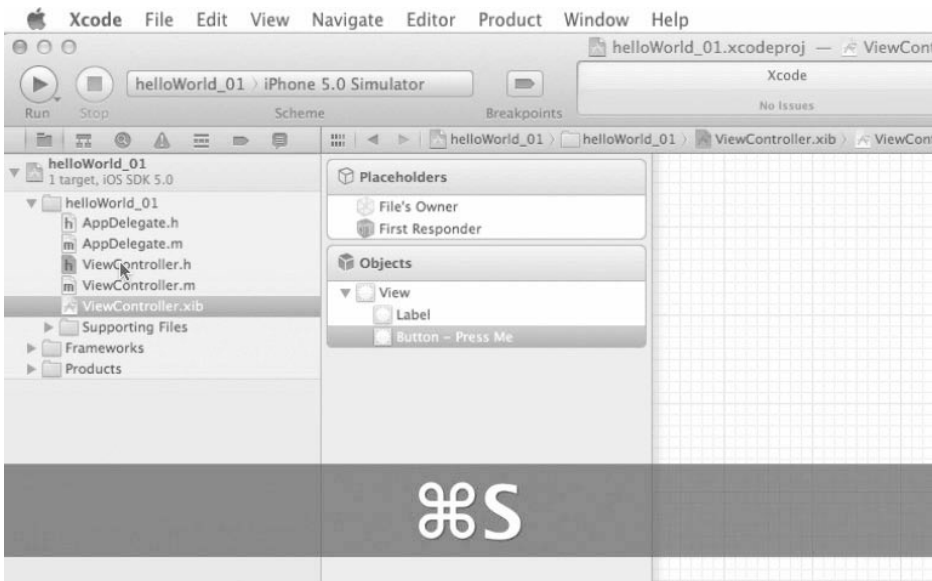 Xcode File Edit View Navigate Editor Product Window Help
helloWorld_01.xcodeproj — ViewCont
helloWorld_01 › iPhone 5.0 Simulator
Xcode
No Issues
Run Stop Scheme Breakpoints
helloWorld_01 › helloWorld_01 › ViewController.xib › ViewCont
helloWorld_01
1 target, iOS SDK 5.0
helloWorld_01
AppDelegate.h
AppDelegate.m
ViewController.h
ViewController.m
ViewController.xib
Supporting Files
Frameworks
Products
Placeholders
File's Owner
First Responder
Objects
View
Label
Button – Press Me
⌘S